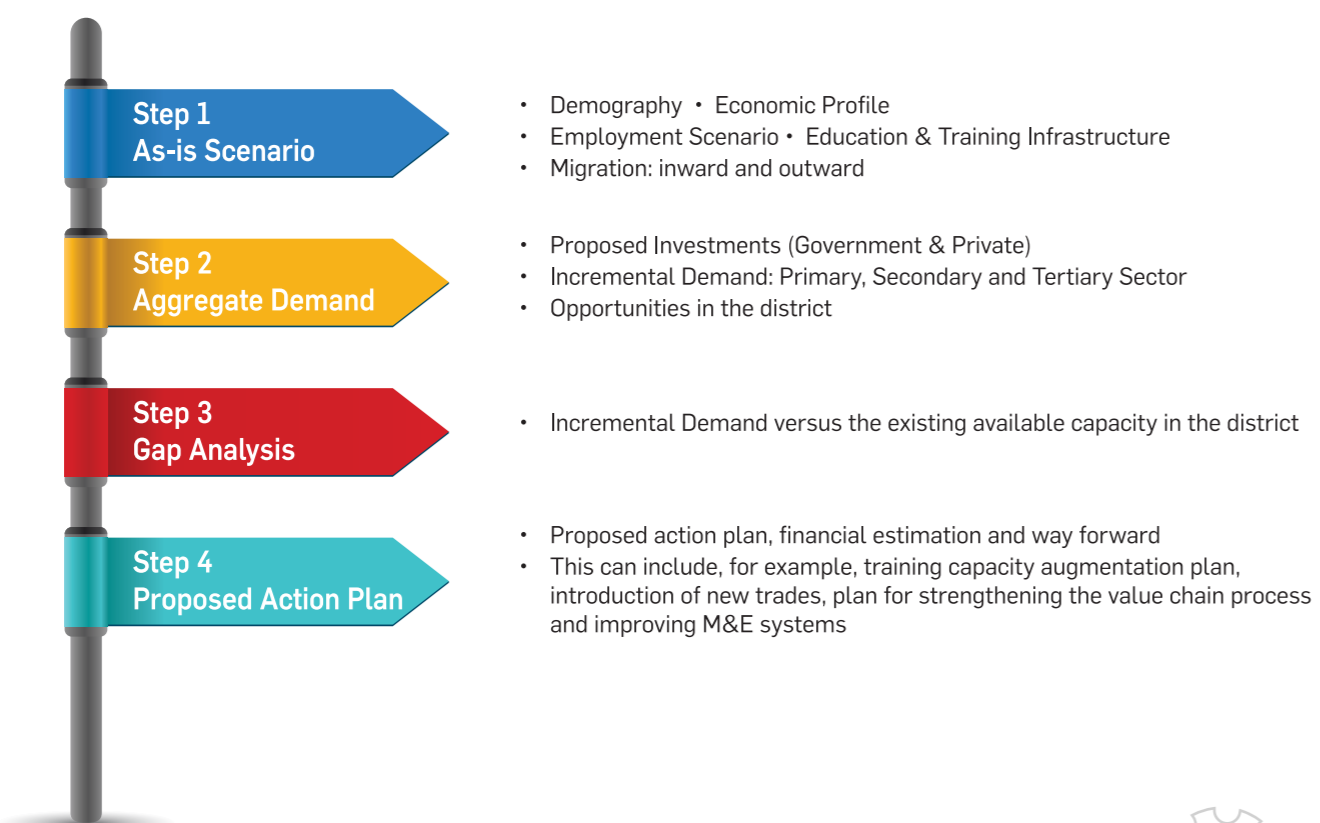 Step 1
As-is Scenario
• Demography • Economic Profile
• Employment Scenario • Education & Training Infrastructure
• Migration: inward and outward
Step 2
Aggregate Demand
• Proposed Investments (Government & Private)
• Incremental Demand: Primary, Secondary and Tertiary Sector
• Opportunities in the district
Step 3
Gap Analysis
• Incremental Demand versus the existing available capacity in the district
Step 4
Proposed Action Plan
• Proposed action plan, financial estimation and way forward
• This can include, for example, training capacity augmentation plan,
introduction of new trades, plan for strengthening the value chain process
and improving M&E systems